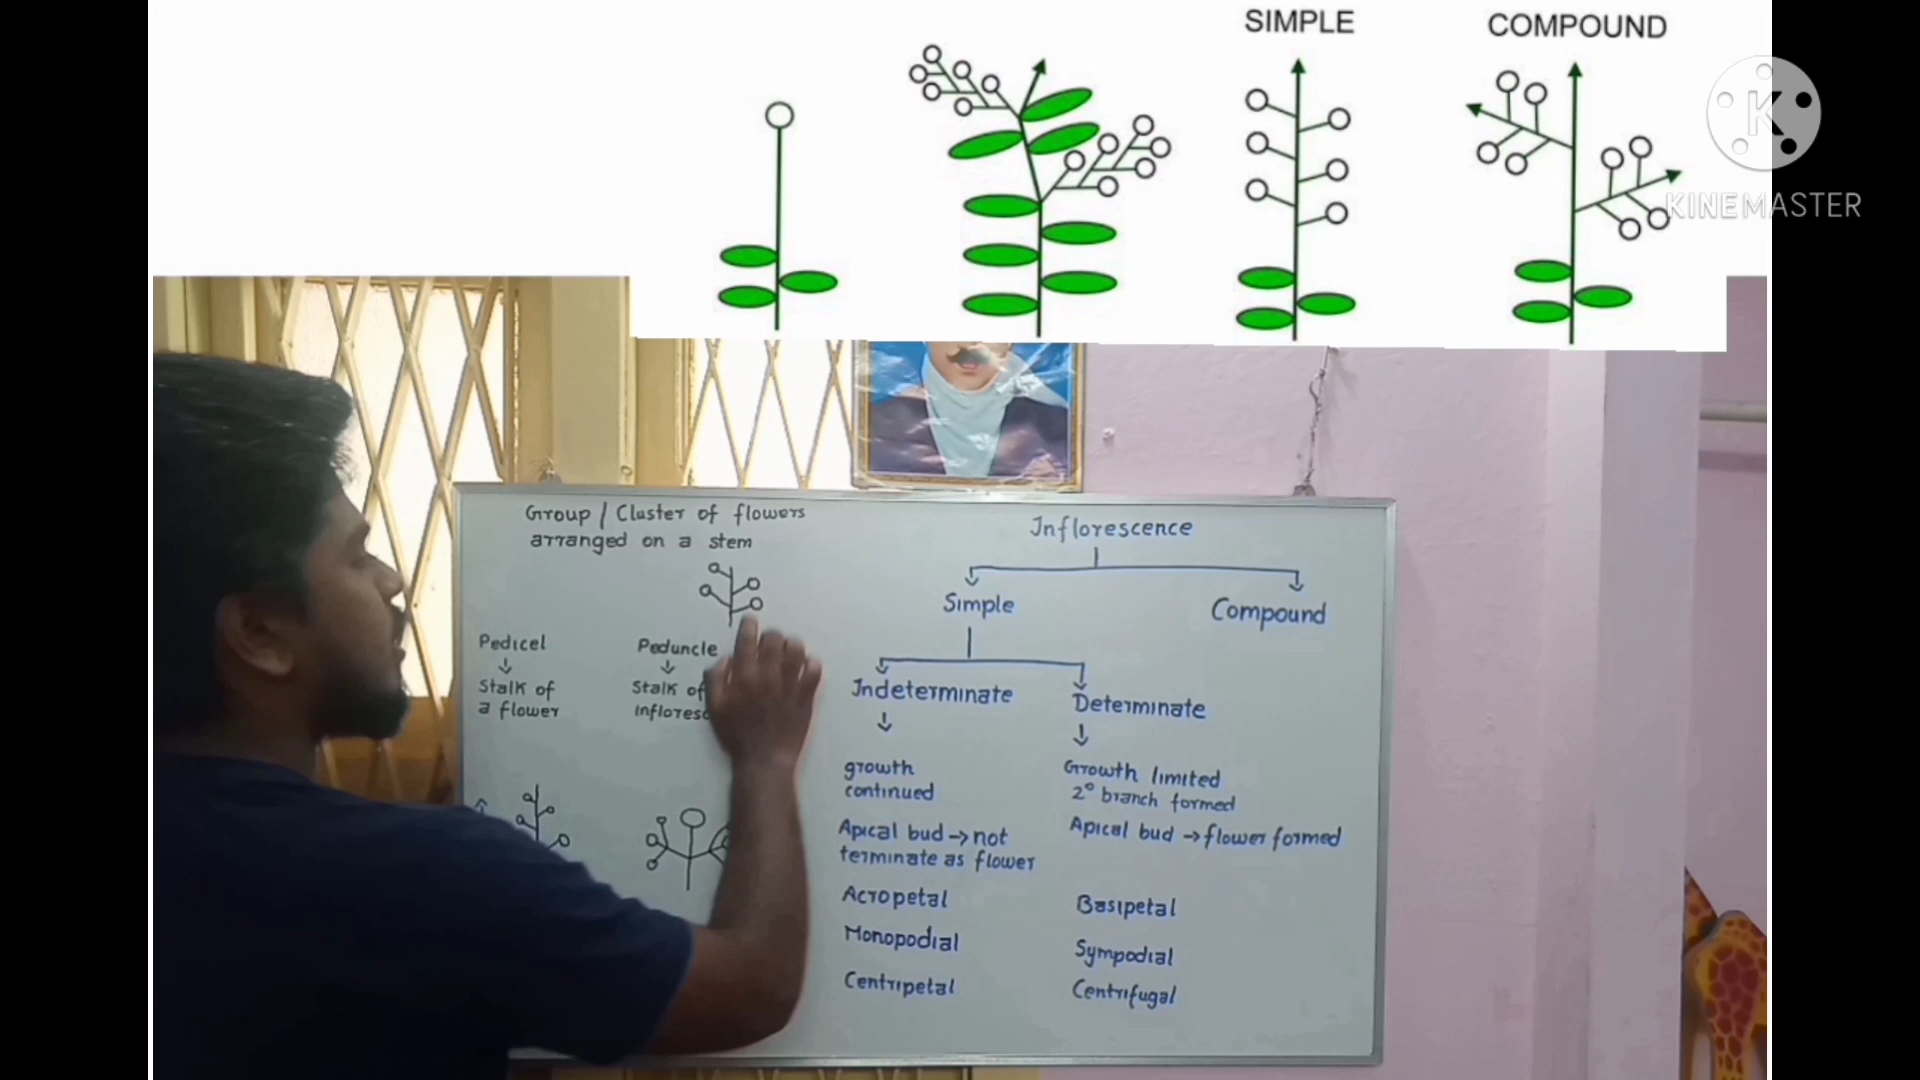 SIMPLE
COMPOUND
K
KINEMASTER
Group / Cluster of flowers
arranged on a stem
Pedicel
↓
Stalk of
a flower
Peduncle
↓
Stalk of
Inflorescence
Simple
Compound
Indeterminate
↓
growth
continued
Apical bud → not
terminate as flower
Acropetal
Monopodial
Centripetal
Determinate
↓
Growth limited
2° branch formed
Apical bud → flower formed
Basipetal
Sympodial
Centrifugal